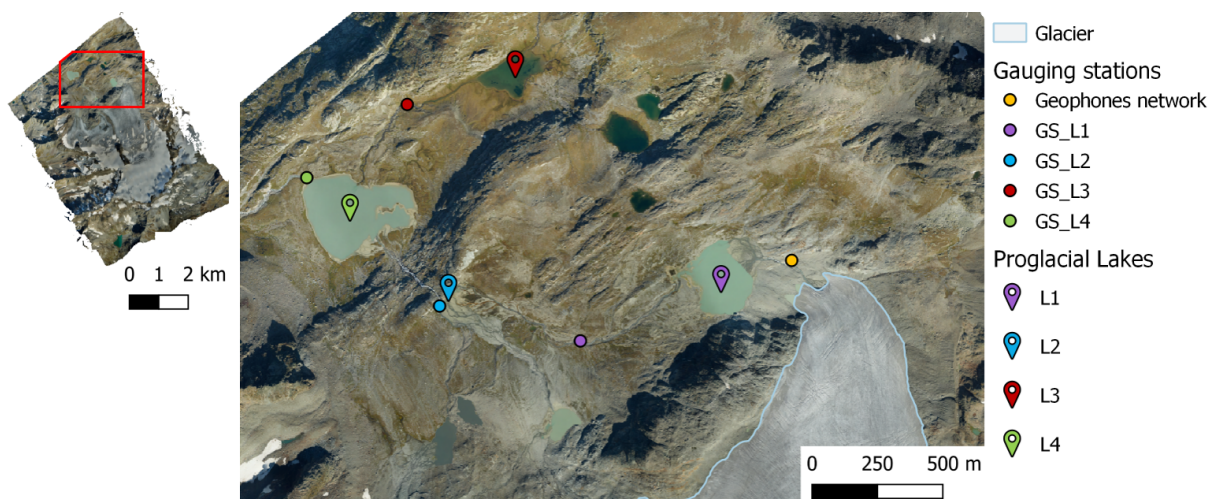 0 1 2 km
0 250 500 m
Glacier
Gauging stations
Geophones network
GS_L1
GS_L2
GS_L3
GS_L4
Proglacial Lakes
L1
L2
L3
L4